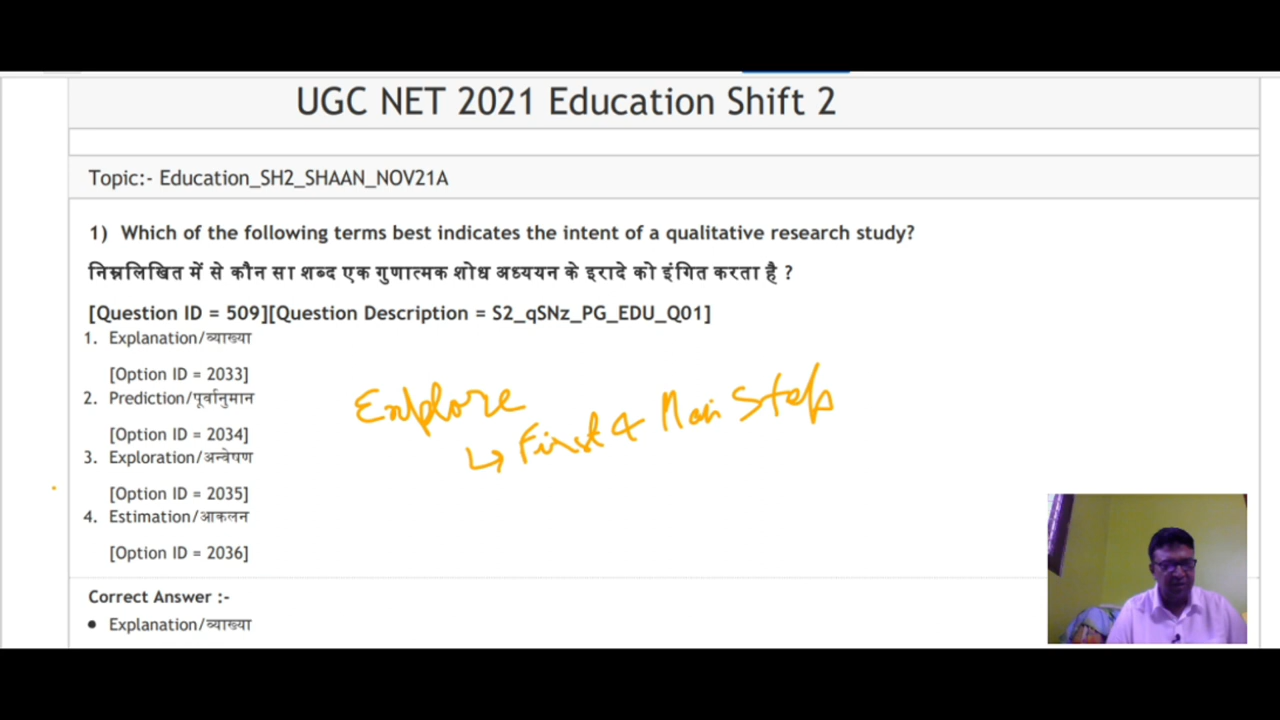 UGC NET 2021 Education Shift 2
Topic:- Education_SH2_SHAAN_NOV21A
1) Which of the following terms best indicates the intent of a qualitative research study?
निम्नलिखित में से कौन सा शब्द एक गुणात्मक शोध अध्ययन के इरादे को इंगित करता है ?
[Question ID = 509][Question Description = S2_qSNz_PG_EDU_Q01]
1. Explanation/व्याख्या
[Option ID = 2033]
2. Prediction/पूर्वानुमान
[Option ID = 2034]
3. Exploration/अन्वेषण
[Option ID = 2035]
4. Estimation/आकलन
[Option ID = 2036]
Explore
↳ First & Main Step
Correct Answer :-
• Explanation/व्याख्या